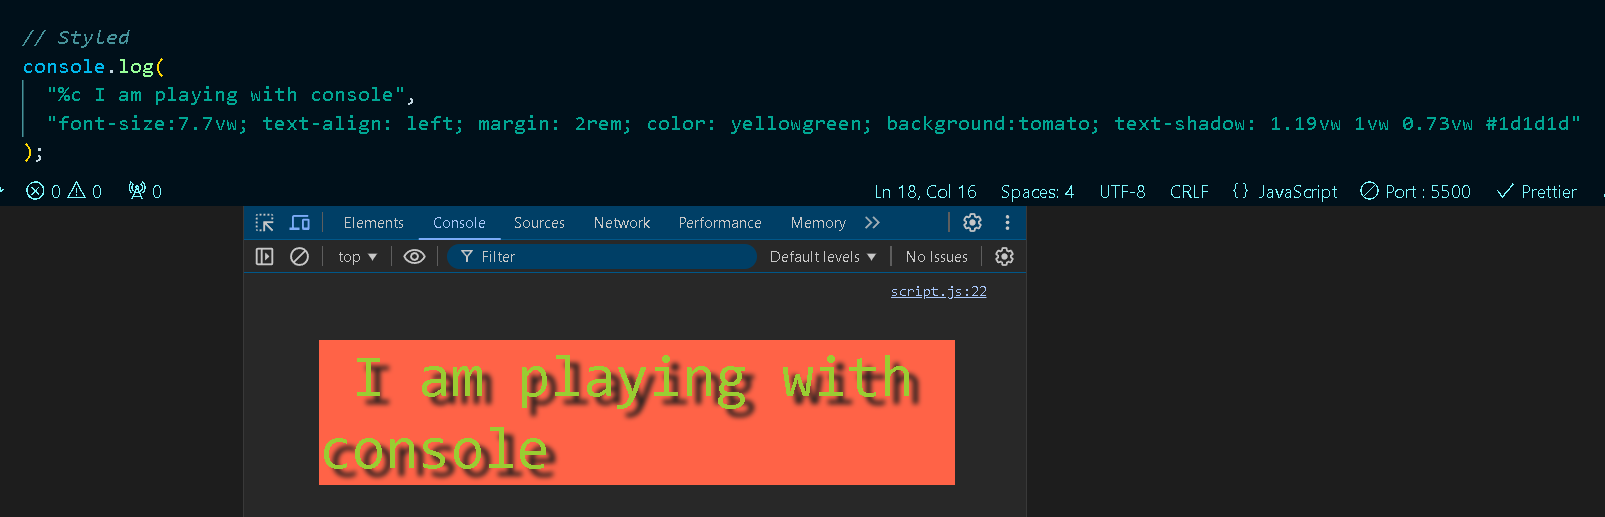 // Styled
console.log(
"%c I am playing with console",
"font-size:7.7vw; text-align: left; margin: 2rem; color: yellowgreen; background:tomato; text-shadow: 1.19vw 1vw 0.73vw #1d1d1d"
);
0 0 0 Ln 18, Col 16 Spaces: 4 UTF-8 CRLF {} JavaScript Port : 5500 Prettier
Elements Console Sources Network Performance Memory
top Filter Default levels No Issues
script.js:22
I am playing with
console